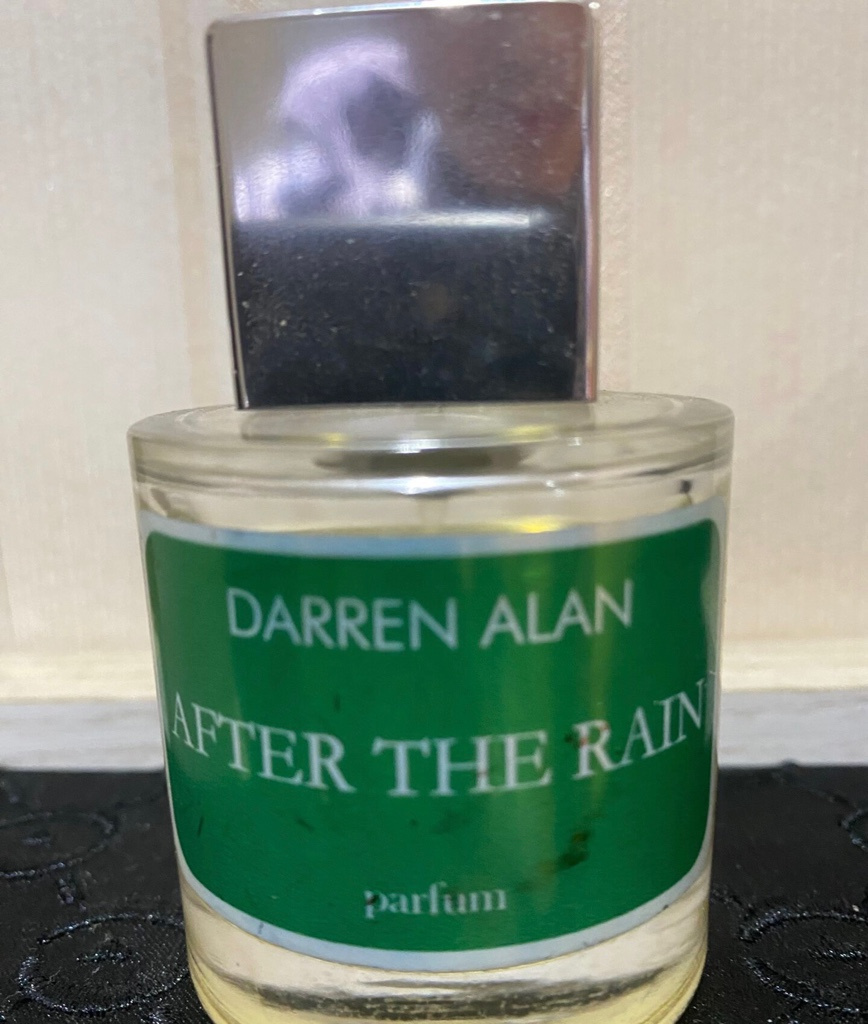 DARREN ALAN
AFTER THE RAIN
parfum